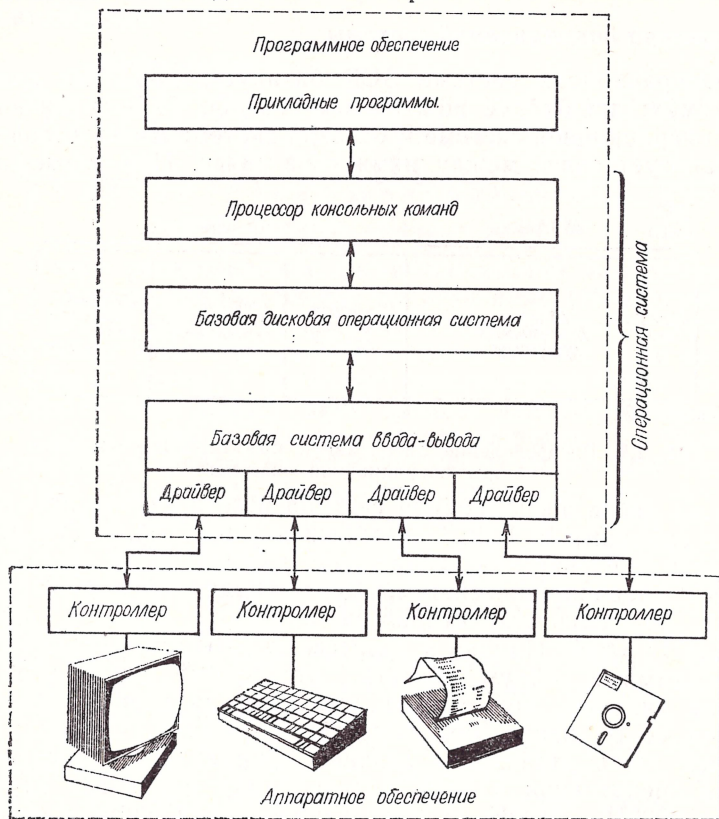 Программное обеспечение
Прикладные программы.
Процессор консольных команд
Базовая дисковая операционная система
Операционная система
Базовая система ввода-вывода
Драйвер
Драйвер
Драйвер
Драйвер
Контроллер
Контроллер
Контроллер
Контроллер
Аппаратное обеспечение